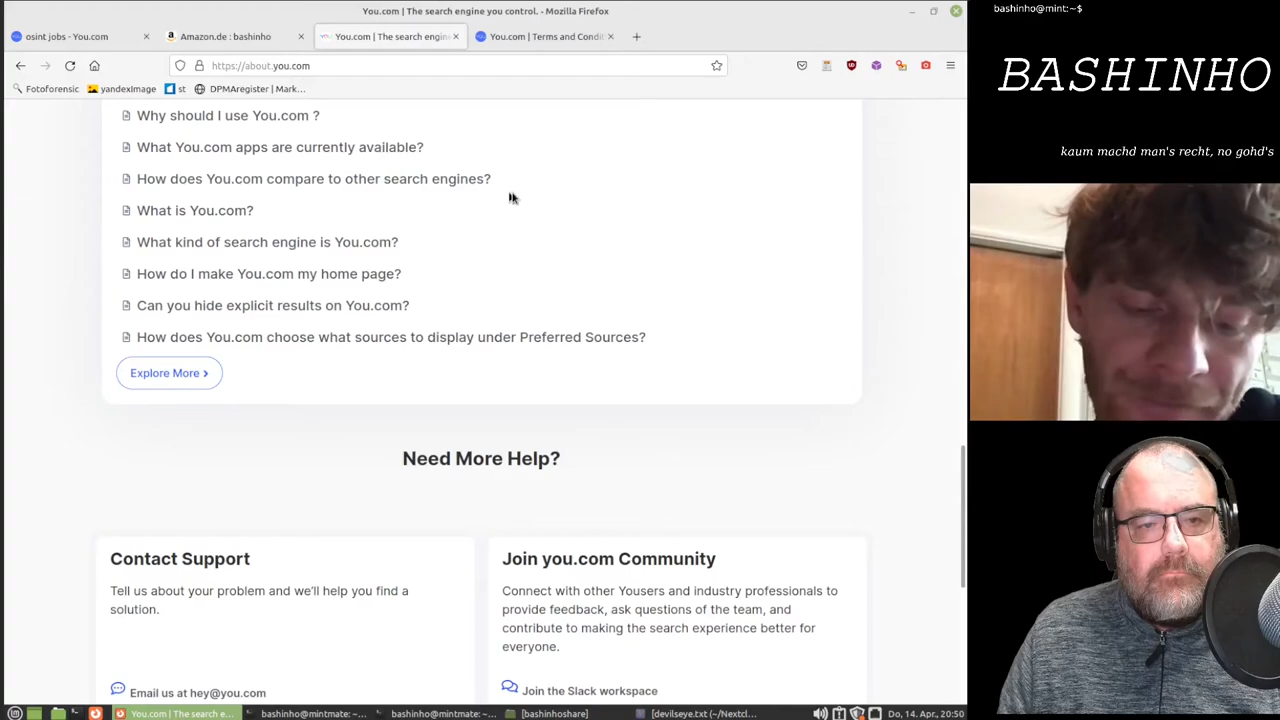 You.com | The search engine you control. - Mozilla Firefox
bashinho@mint:~$
osint jobs - You.com
Amazon.de : bashinho
You.com | The search engin
You.com | Terms and Condit
https://about.you.com
Fotoforensic
yandexImage
st
DPMAregister | Mark...
BASHINHO
kaum machd man's recht, no gohd's
Why should I use You.com ?
What You.com apps are currently available?
How does You.com compare to other search engines?
What is You.com?
What kind of search engine is You.com?
How do I make You.com my home page?
Can you hide explicit results on You.com?
How does You.com choose what sources to display under Preferred Sources?
Explore More
Need More Help?
Contact Support
Tell us about your problem and we'll help you find a
solution.
Email us at hey@you.com
Join you.com Community
Connect with other Yousers and industry professionals to
provide feedback, ask questions of the team, and
contribute to making the search experience better for
everyone.
Join the Slack workspace
You.com | The search e...
bashinho@mintmate: ~...
bashinho@mintmate: ~...
[bashinhoshare]
[devilseye.txt (~/Nextcl...
Do, 14. Apr., 20:50